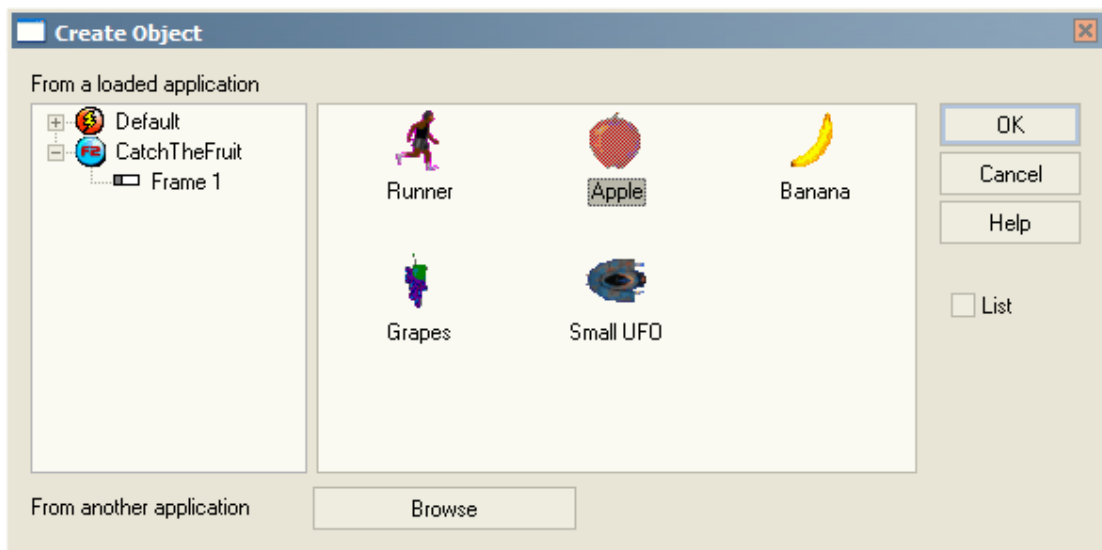 Create Object
From a loaded application
Default
CatchTheFruit
Frame 1
Runner
Apple
Banana
Grapes
Small UFO
OK
Cancel
Help
List
From another application
Browse